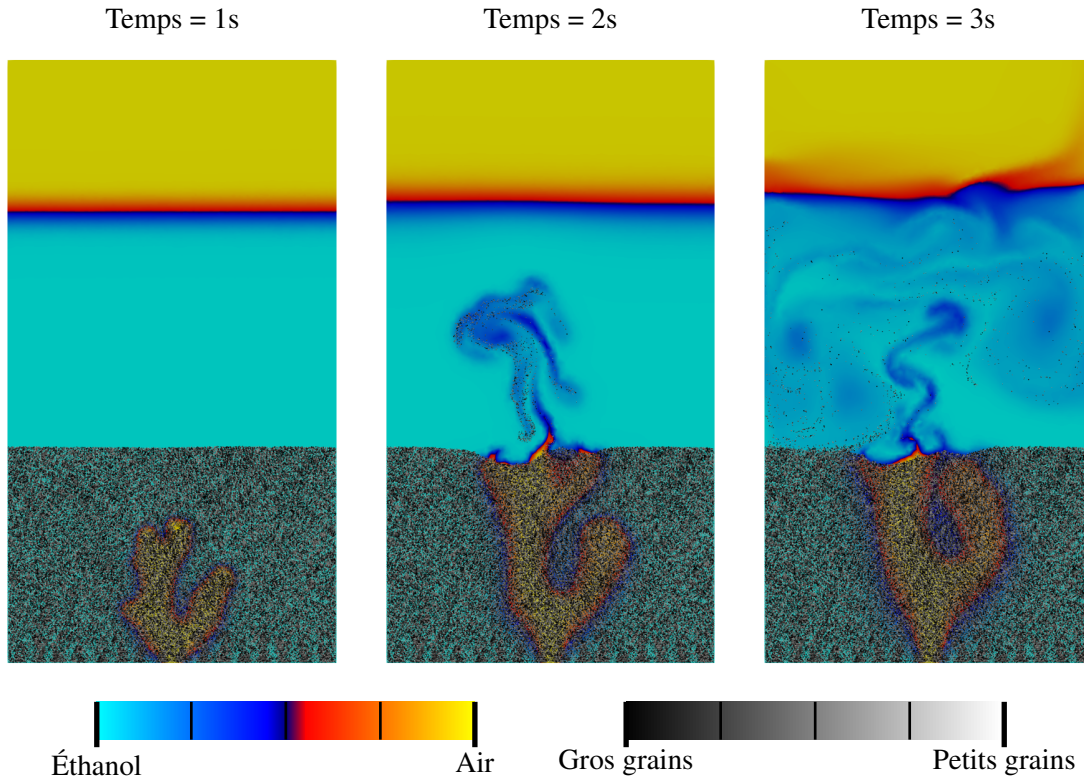 Temps = 1s
Temps = 2s
Temps = 3s
Éthanol
Air
Gros grains
Petits grains